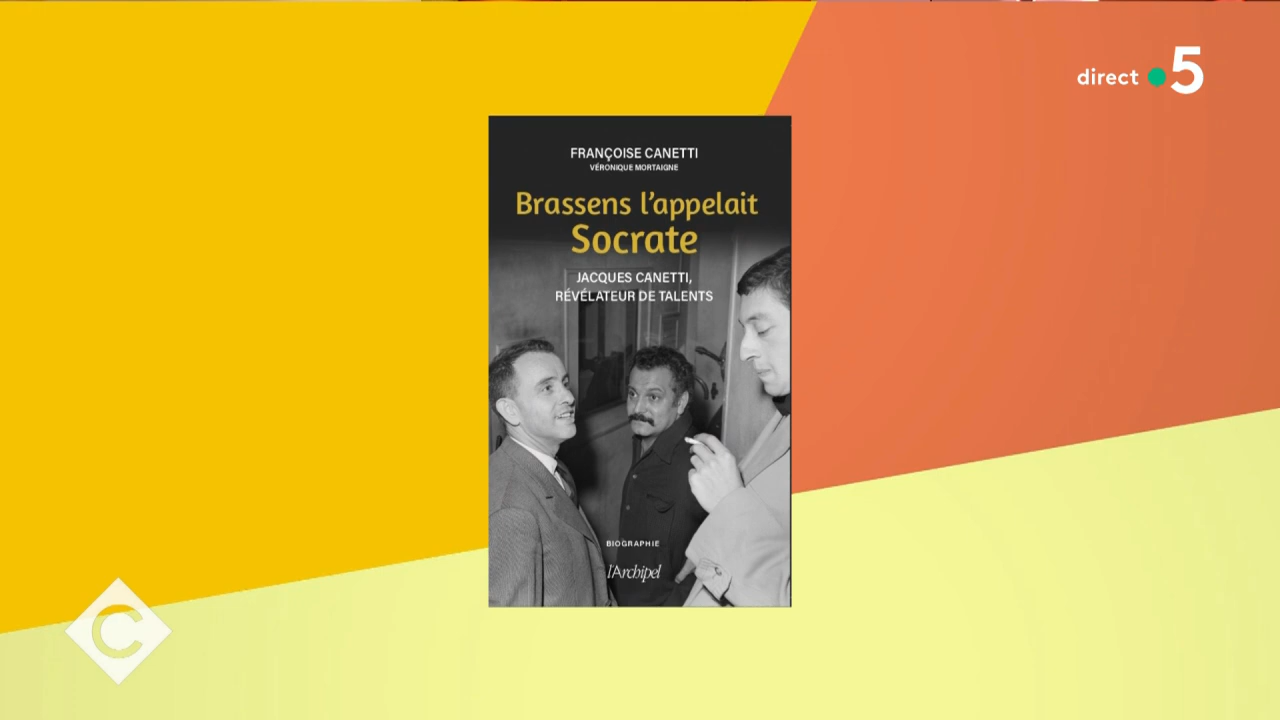 direct 5
FRANÇOISE CANETTI
VÉRONIQUE MORTAIGNE
Brassens l’appelait
Socrate
JACQUES CANETTI,
RÉVÉLATEUR DE TALENTS
BIOGRAPHIE
l’Archipel
C